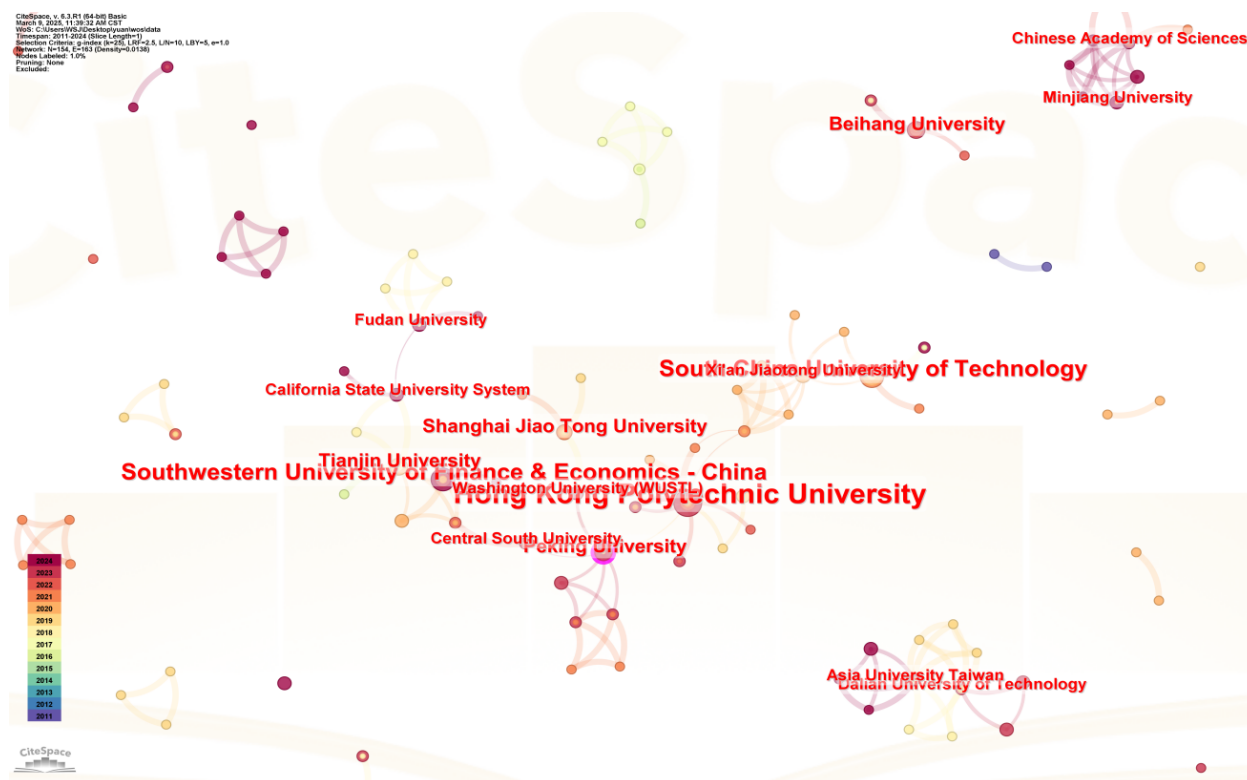 CiteSpace, v. 6.3.R1 (64-bit) Basic
March 9, 2025, 11:39:32 AM CST
WoS: C:\Users\WSJ\Desktop\yuan\wos\data
Timespan: 2011-2024 (Slice Length=1)
Selection Criteria: g-index (k=25), LRF=2.5, L/N=10, LBY=5, e=1.0
Network: N=154, E=163 (Density=0.0138)
Nodes Labeled: 1.0%
Pruning: None
Excluded:
CiteSpac
Chinese Academy of Sciences
Minjiang University
Beihang University
Fudan University
South China University of Technology
Xi'an Jiaotong University
California State University System
Shanghai Jiao Tong University
Tianjin University
Southwestern University of Finance & Economics - China
Washington University (WUSTL)
Hong Kong Polytechnic University
Central South University
Peking University
2024
2023
2022
2021
2020
2019
2018
2017
2016
2015
2014
2013
2012
2011
Asia University Taiwan
Dalian University of Technology
CiteSpace